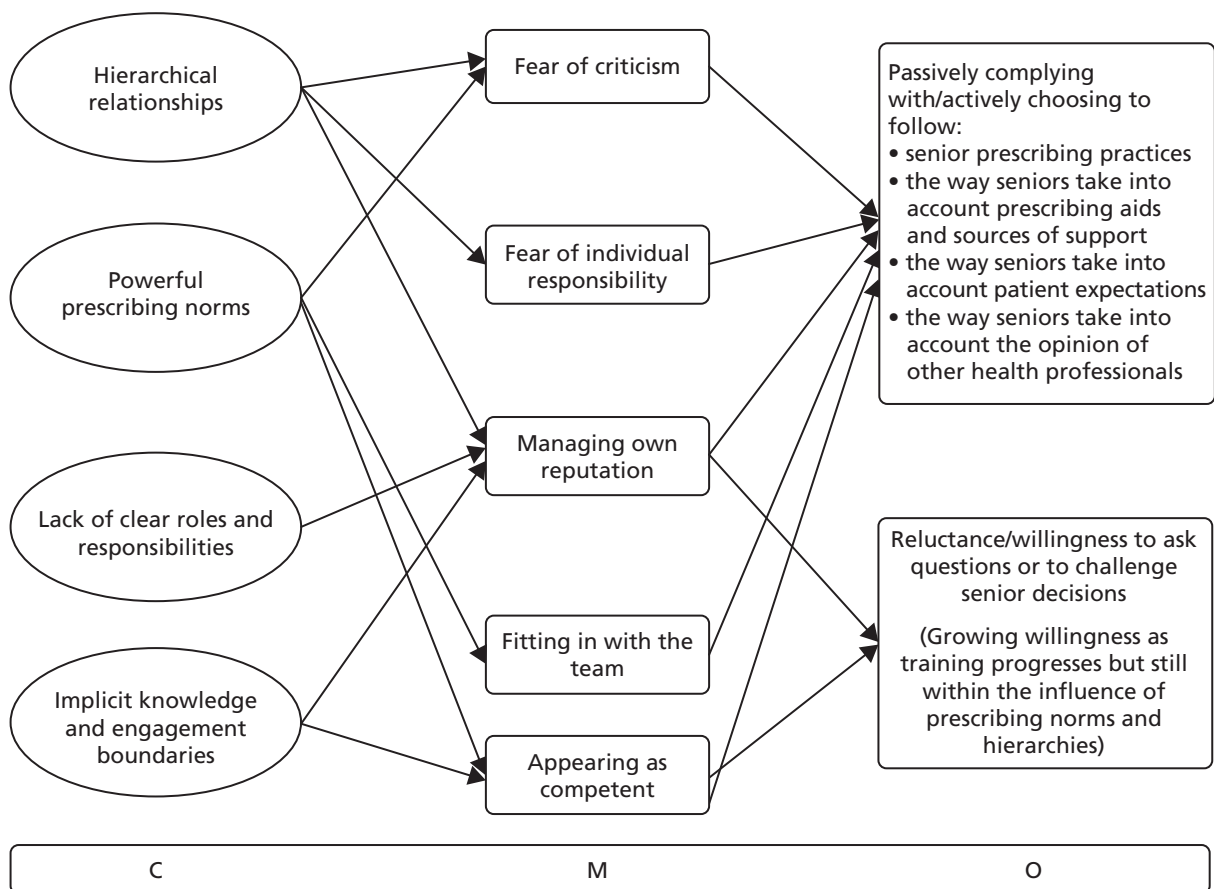 Hierarchical
relationships
Powerful
prescribing norms
Lack of clear roles and
responsibilities
Implicit knowledge
and engagement
boundaries
Fear of criticism
Fear of individual
responsibility
Managing own
reputation
Fitting in with the
team
Appearing as
competent
Passively complying
with/actively choosing to
follow:
• senior prescribing practices
• the way seniors take into
account prescribing aids
and sources of support
• the way seniors take into
account patient expectations
• the way seniors take into
account the opinion of
other health professionals
Reluctance/willingness to ask
questions or to challenge
senior decisions
(Growing willingness as
training progresses but still
within the influence of
prescribing norms and
hierarchies)
C M O